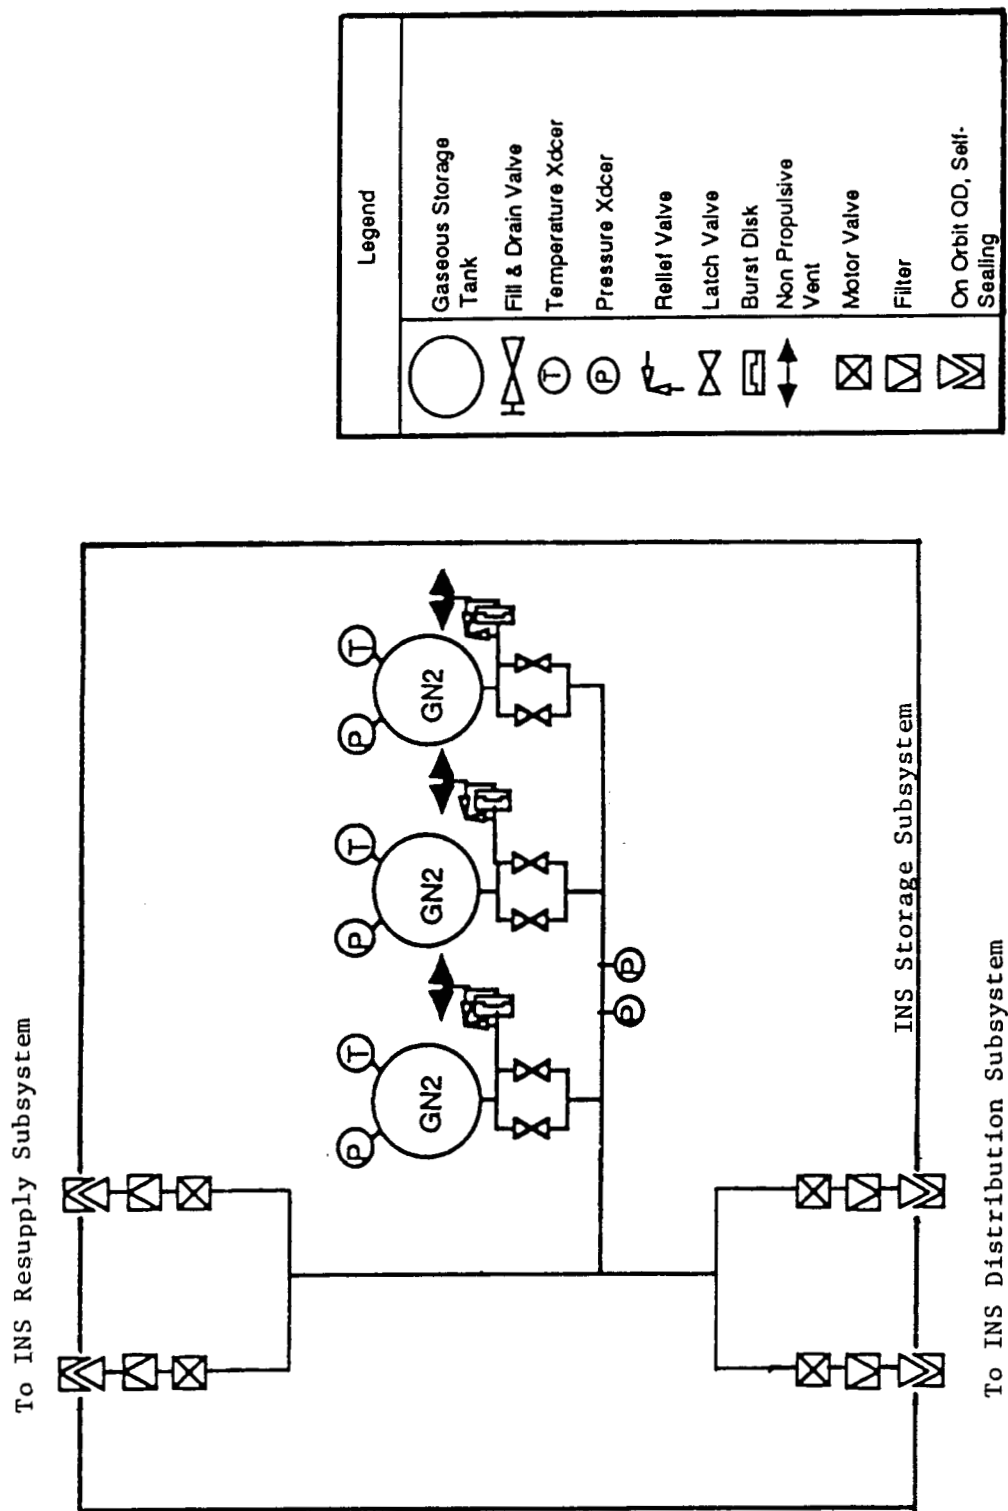 To INS Resupply Subsystem
P
T
GN2
P
T
GN2
P
T
GN2
P
P
INS Storage Subsystem
To INS Distribution Subsystem
Legend
Gaseous Storage
Tank
Fill & Drain Valve
T
Temperature Xdcer
P
Pressure Xdcer
Relief Valve
Latch Valve
Burst Disk
Non Propulsive
Vent
Motor Valve
Filter
On Orbit QD, Self-
Sealing